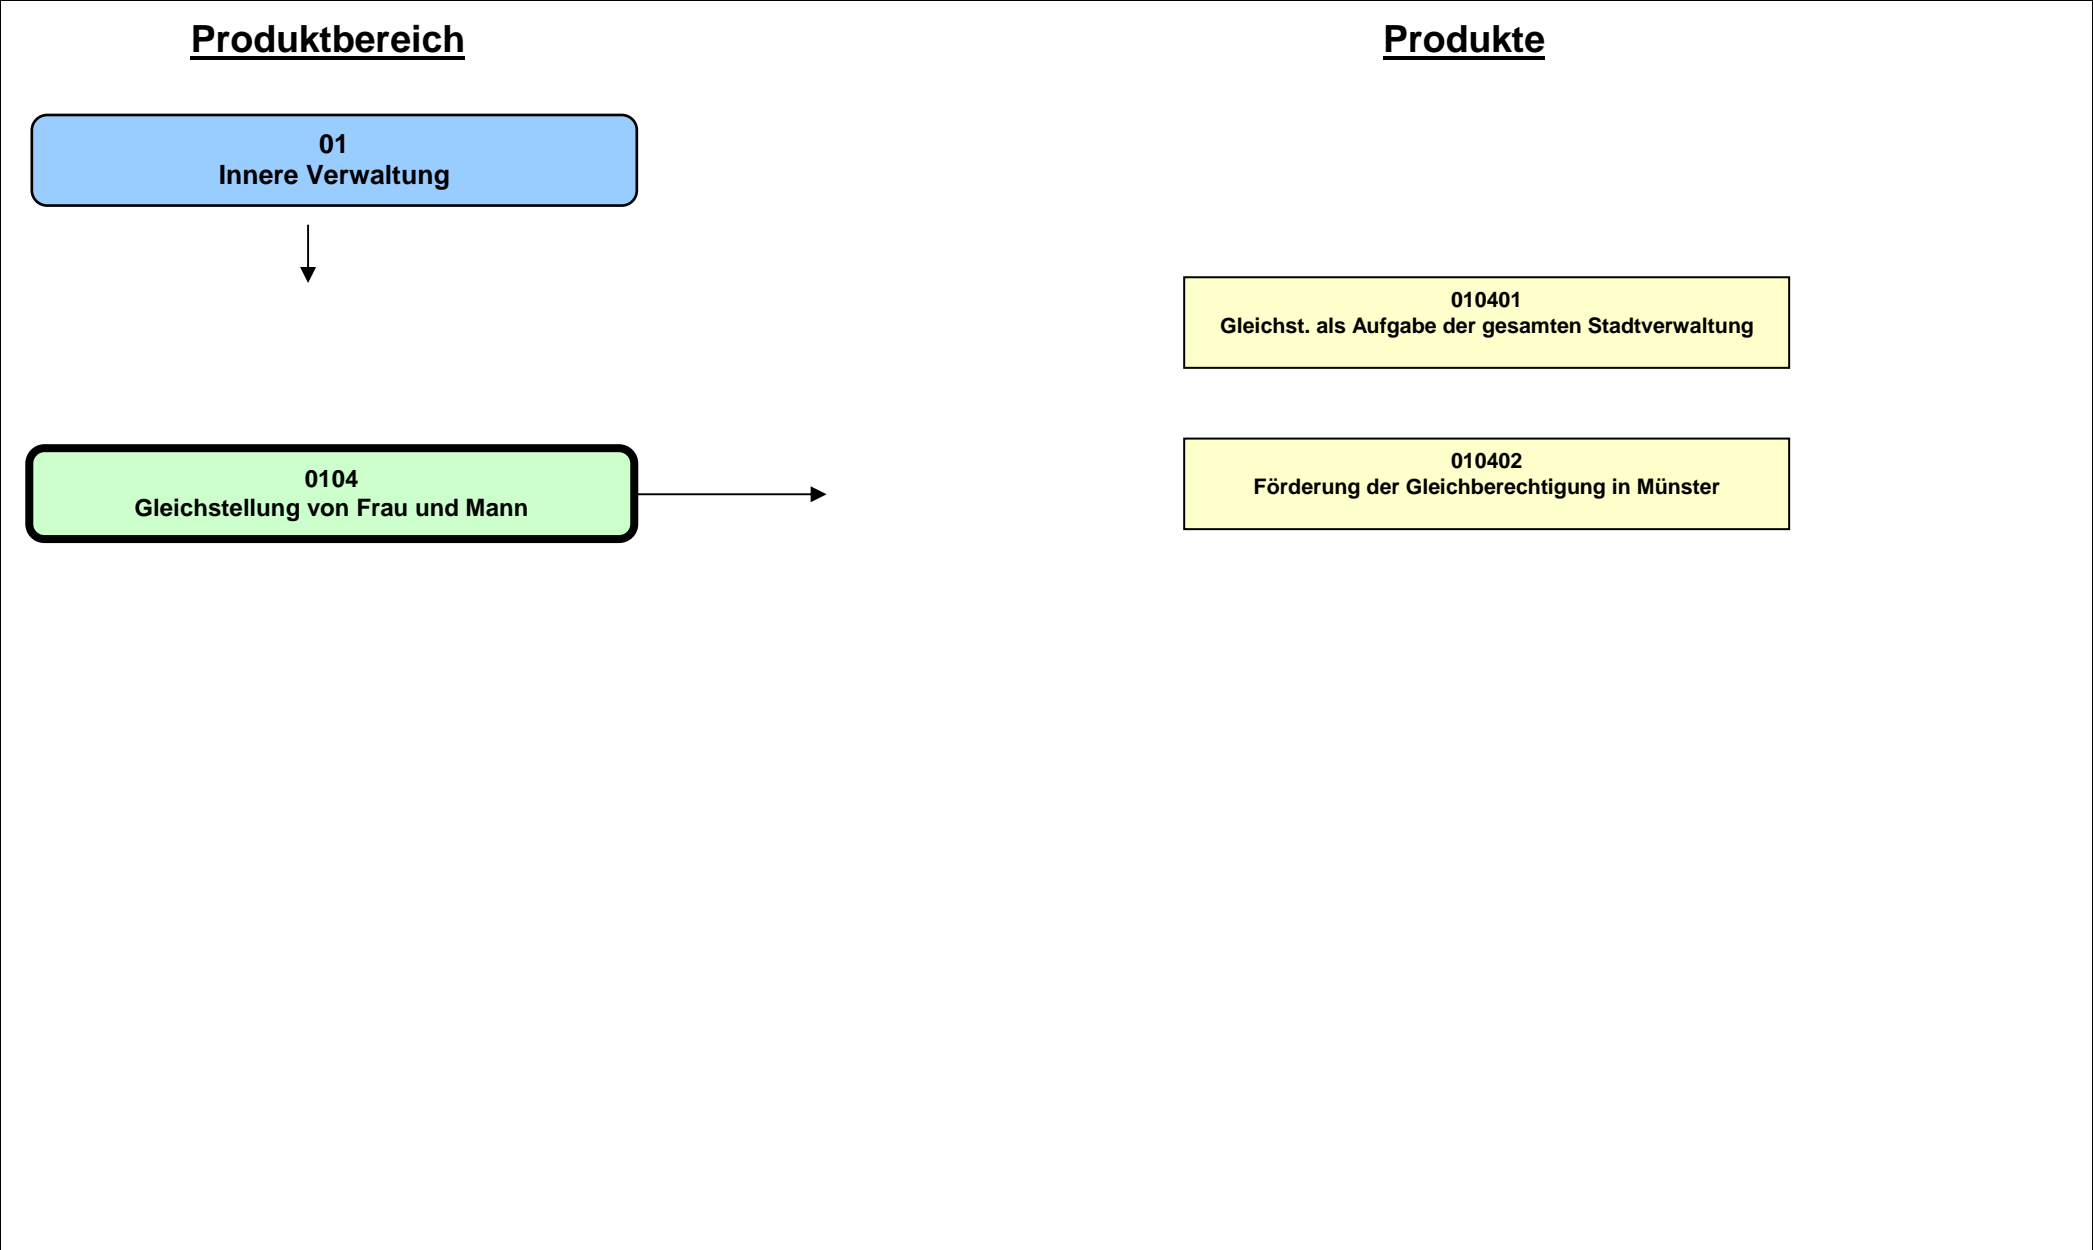 Produktbereich
Produkte
01
Innere Verwaltung
010401
Gleichst. als Aufgabe der gesamten Stadtverwaltung
0104
Gleichstellung von Frau und Mann
010402
Förderung der Gleichberechtigung in Münster